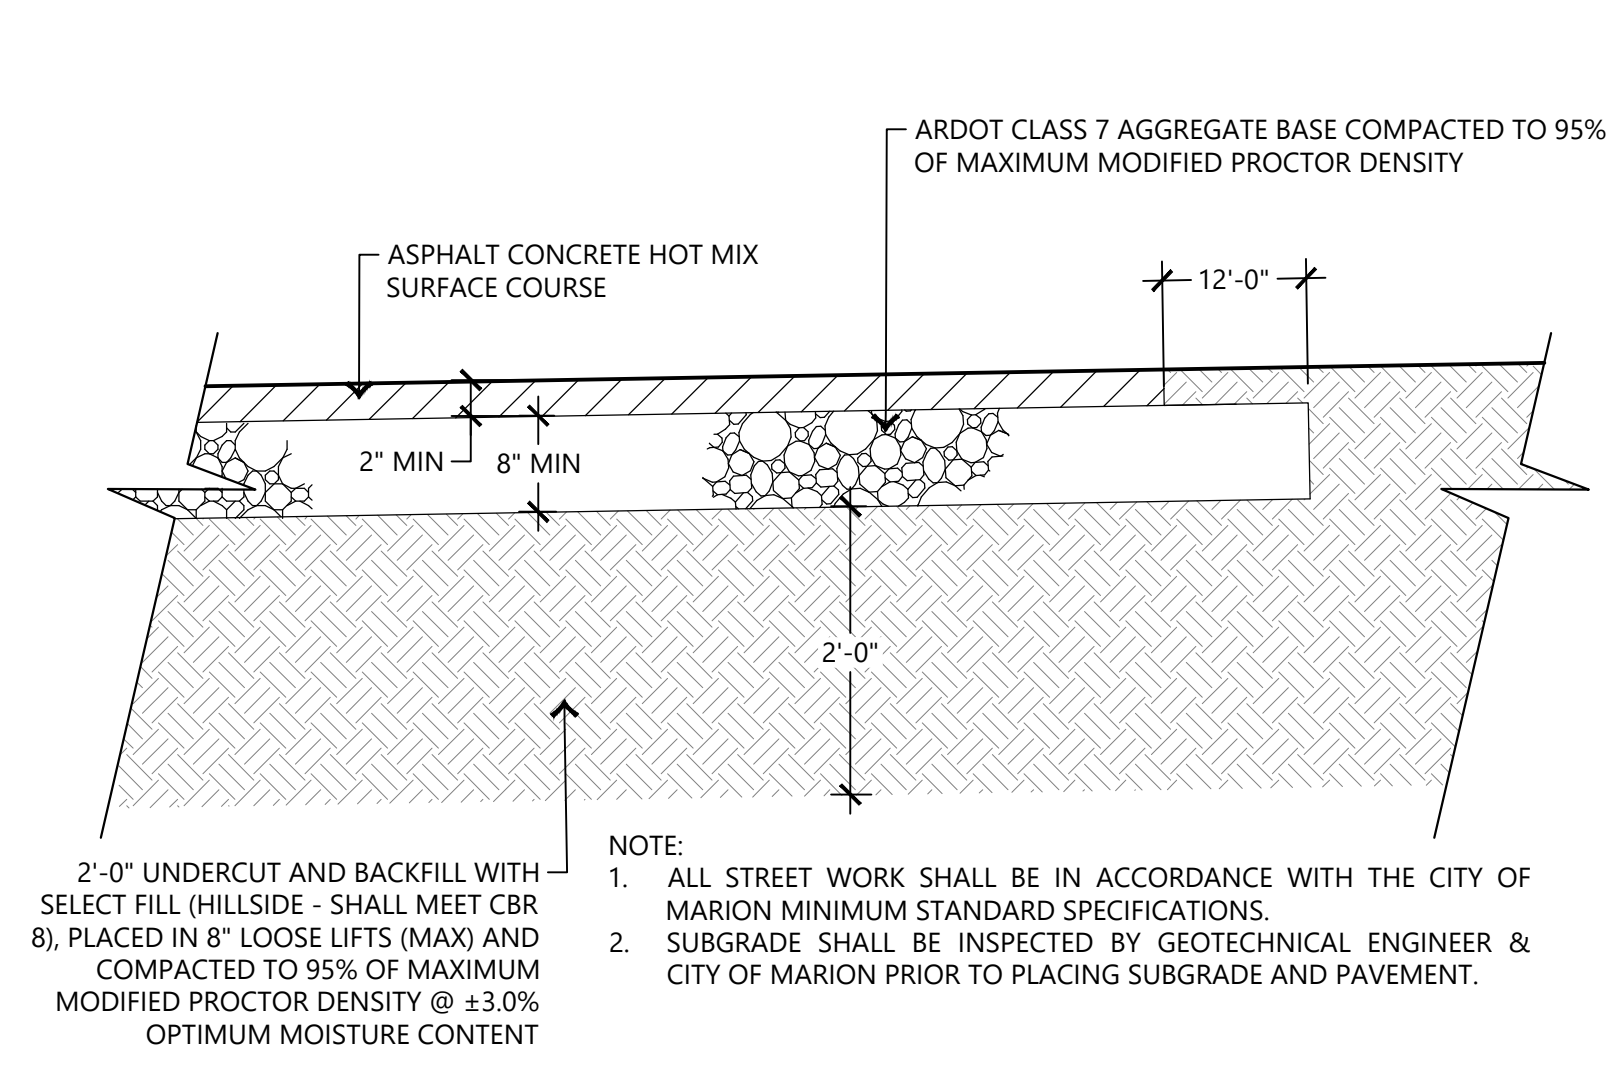 ARDOT CLASS 7 AGGREGATE BASE COMPACTED TO 95%
OF MAXIMUM MODIFIED PROCTOR DENSITY
ASPHALT CONCRETE HOT MIX
SURFACE COURSE
12'-0"
2" MIN
8" MIN
2'-0"
2'-0" UNDERCUT AND BACKFILL WITH
SELECT FILL (HILLSIDE - SHALL MEET CBR
8), PLACED IN 8" LOOSE LIFTS (MAX) AND
COMPACTED TO 95% OF MAXIMUM
MODIFIED PROCTOR DENSITY @ ±3.0%
OPTIMUM MOISTURE CONTENT
NOTE:
1. ALL STREET WORK SHALL BE IN ACCORDANCE WITH THE CITY OF
MARION MINIMUM STANDARD SPECIFICATIONS.
2. SUBGRADE SHALL BE INSPECTED BY GEOTECHNICAL ENGINEER &
CITY OF MARION PRIOR TO PLACING SUBGRADE AND PAVEMENT.